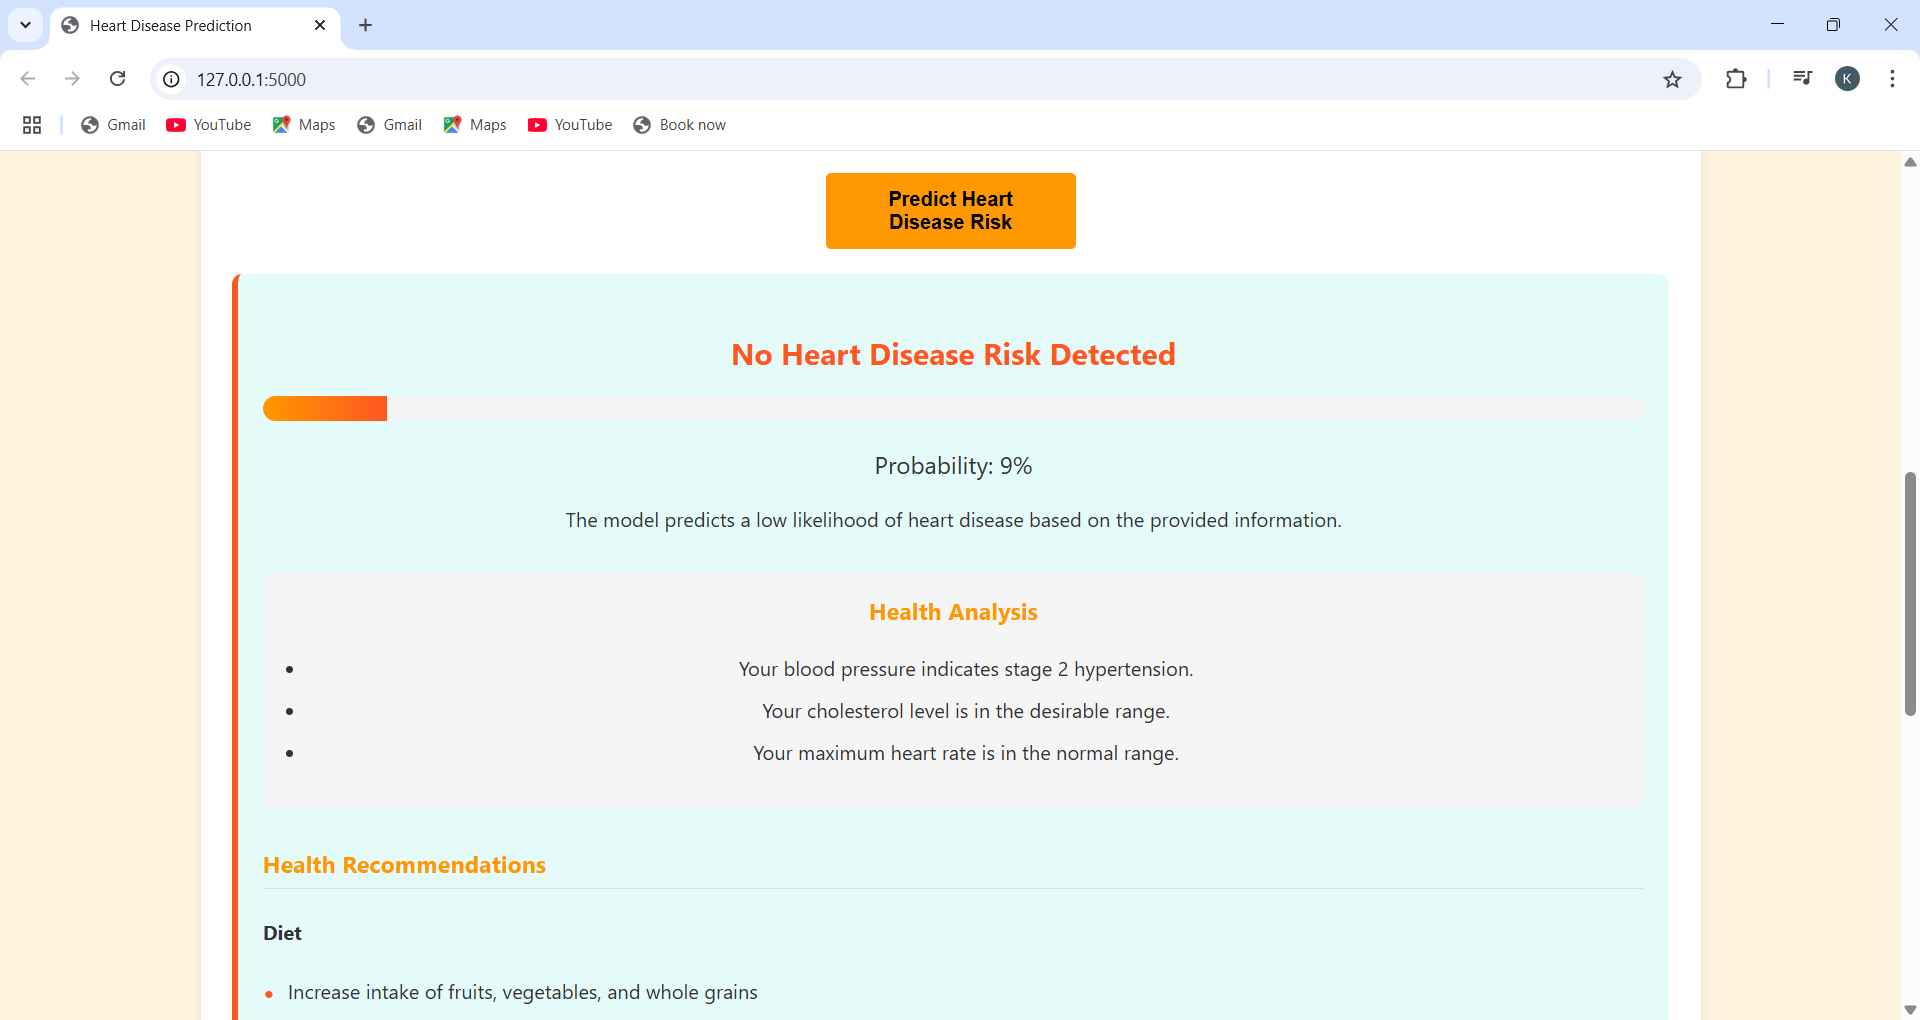 Heart Disease Prediction
127.0.0.1:5000
K
Gmail YouTube Maps Gmail Maps YouTube Book now
Predict Heart
Disease Risk
No Heart Disease Risk Detected
Probability: 9%
The model predicts a low likelihood of heart disease based on the provided information.
Health Analysis
Your blood pressure indicates stage 2 hypertension.
Your cholesterol level is in the desirable range.
Your maximum heart rate is in the normal range.
Health Recommendations
Diet
Increase intake of fruits, vegetables, and whole grains